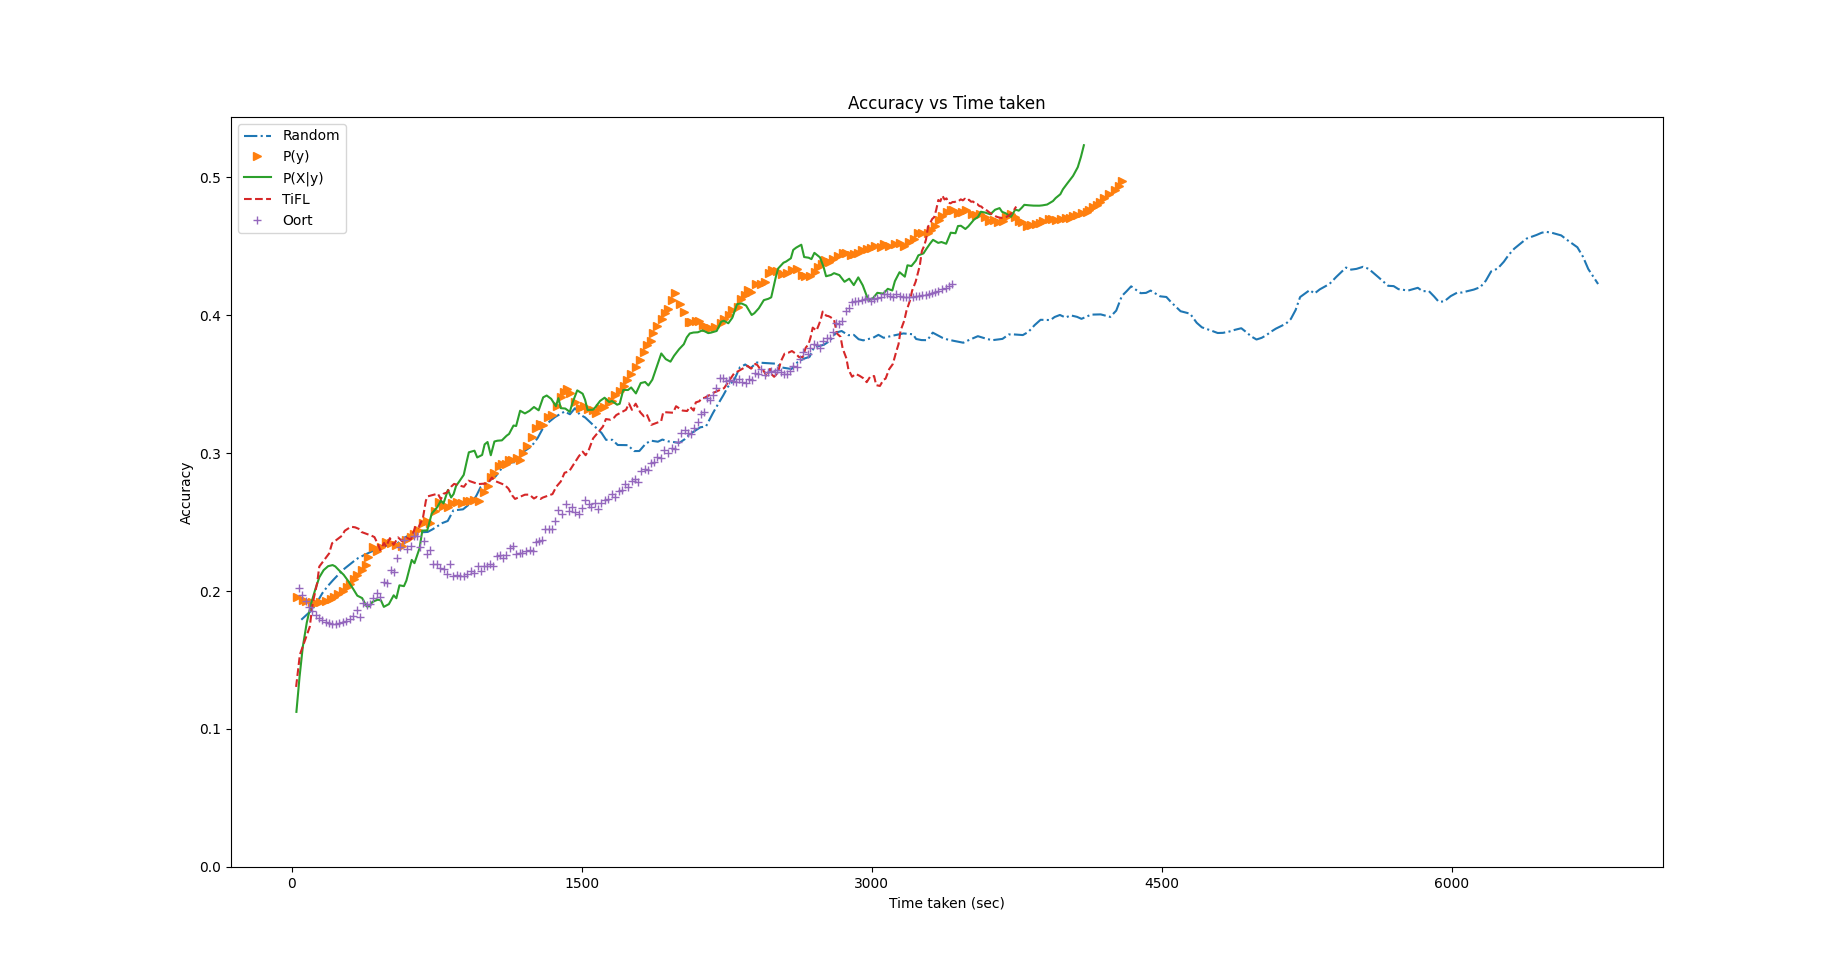 Accuracy vs Time taken
Random
P(y)
P(X|y)
TiFL
Oort
0.5
0.4
0.3
0.2
0.1
0.0
Accuracy
0 1500 3000 4500 6000
Time taken (sec)